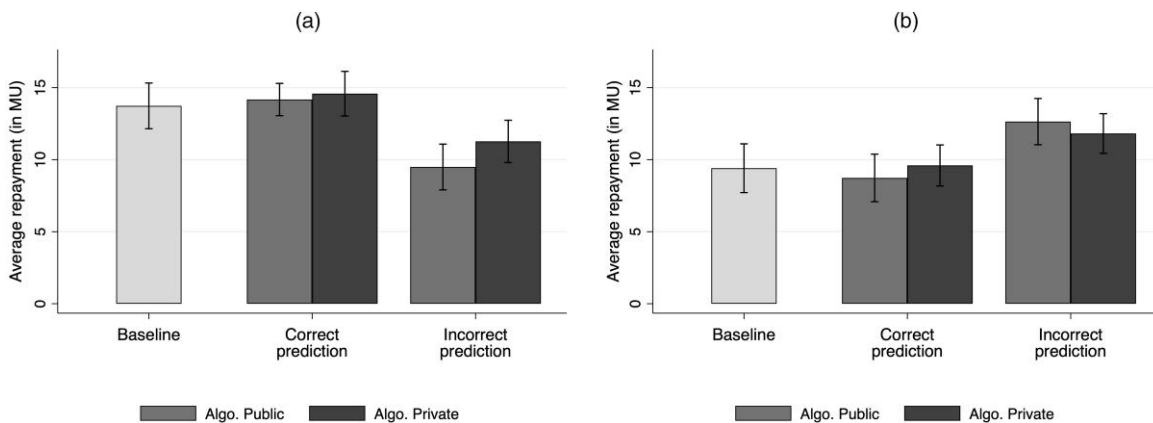 (a)
Average repayment (in MU)
15
10
5
0
Baseline
Correct
prediction
Incorrect
prediction
Algo. Public
Algo. Private
(b)
Average repayment (in MU)
15
10
5
0
Baseline
Correct
prediction
Incorrect
prediction
Algo. Public
Algo. Private